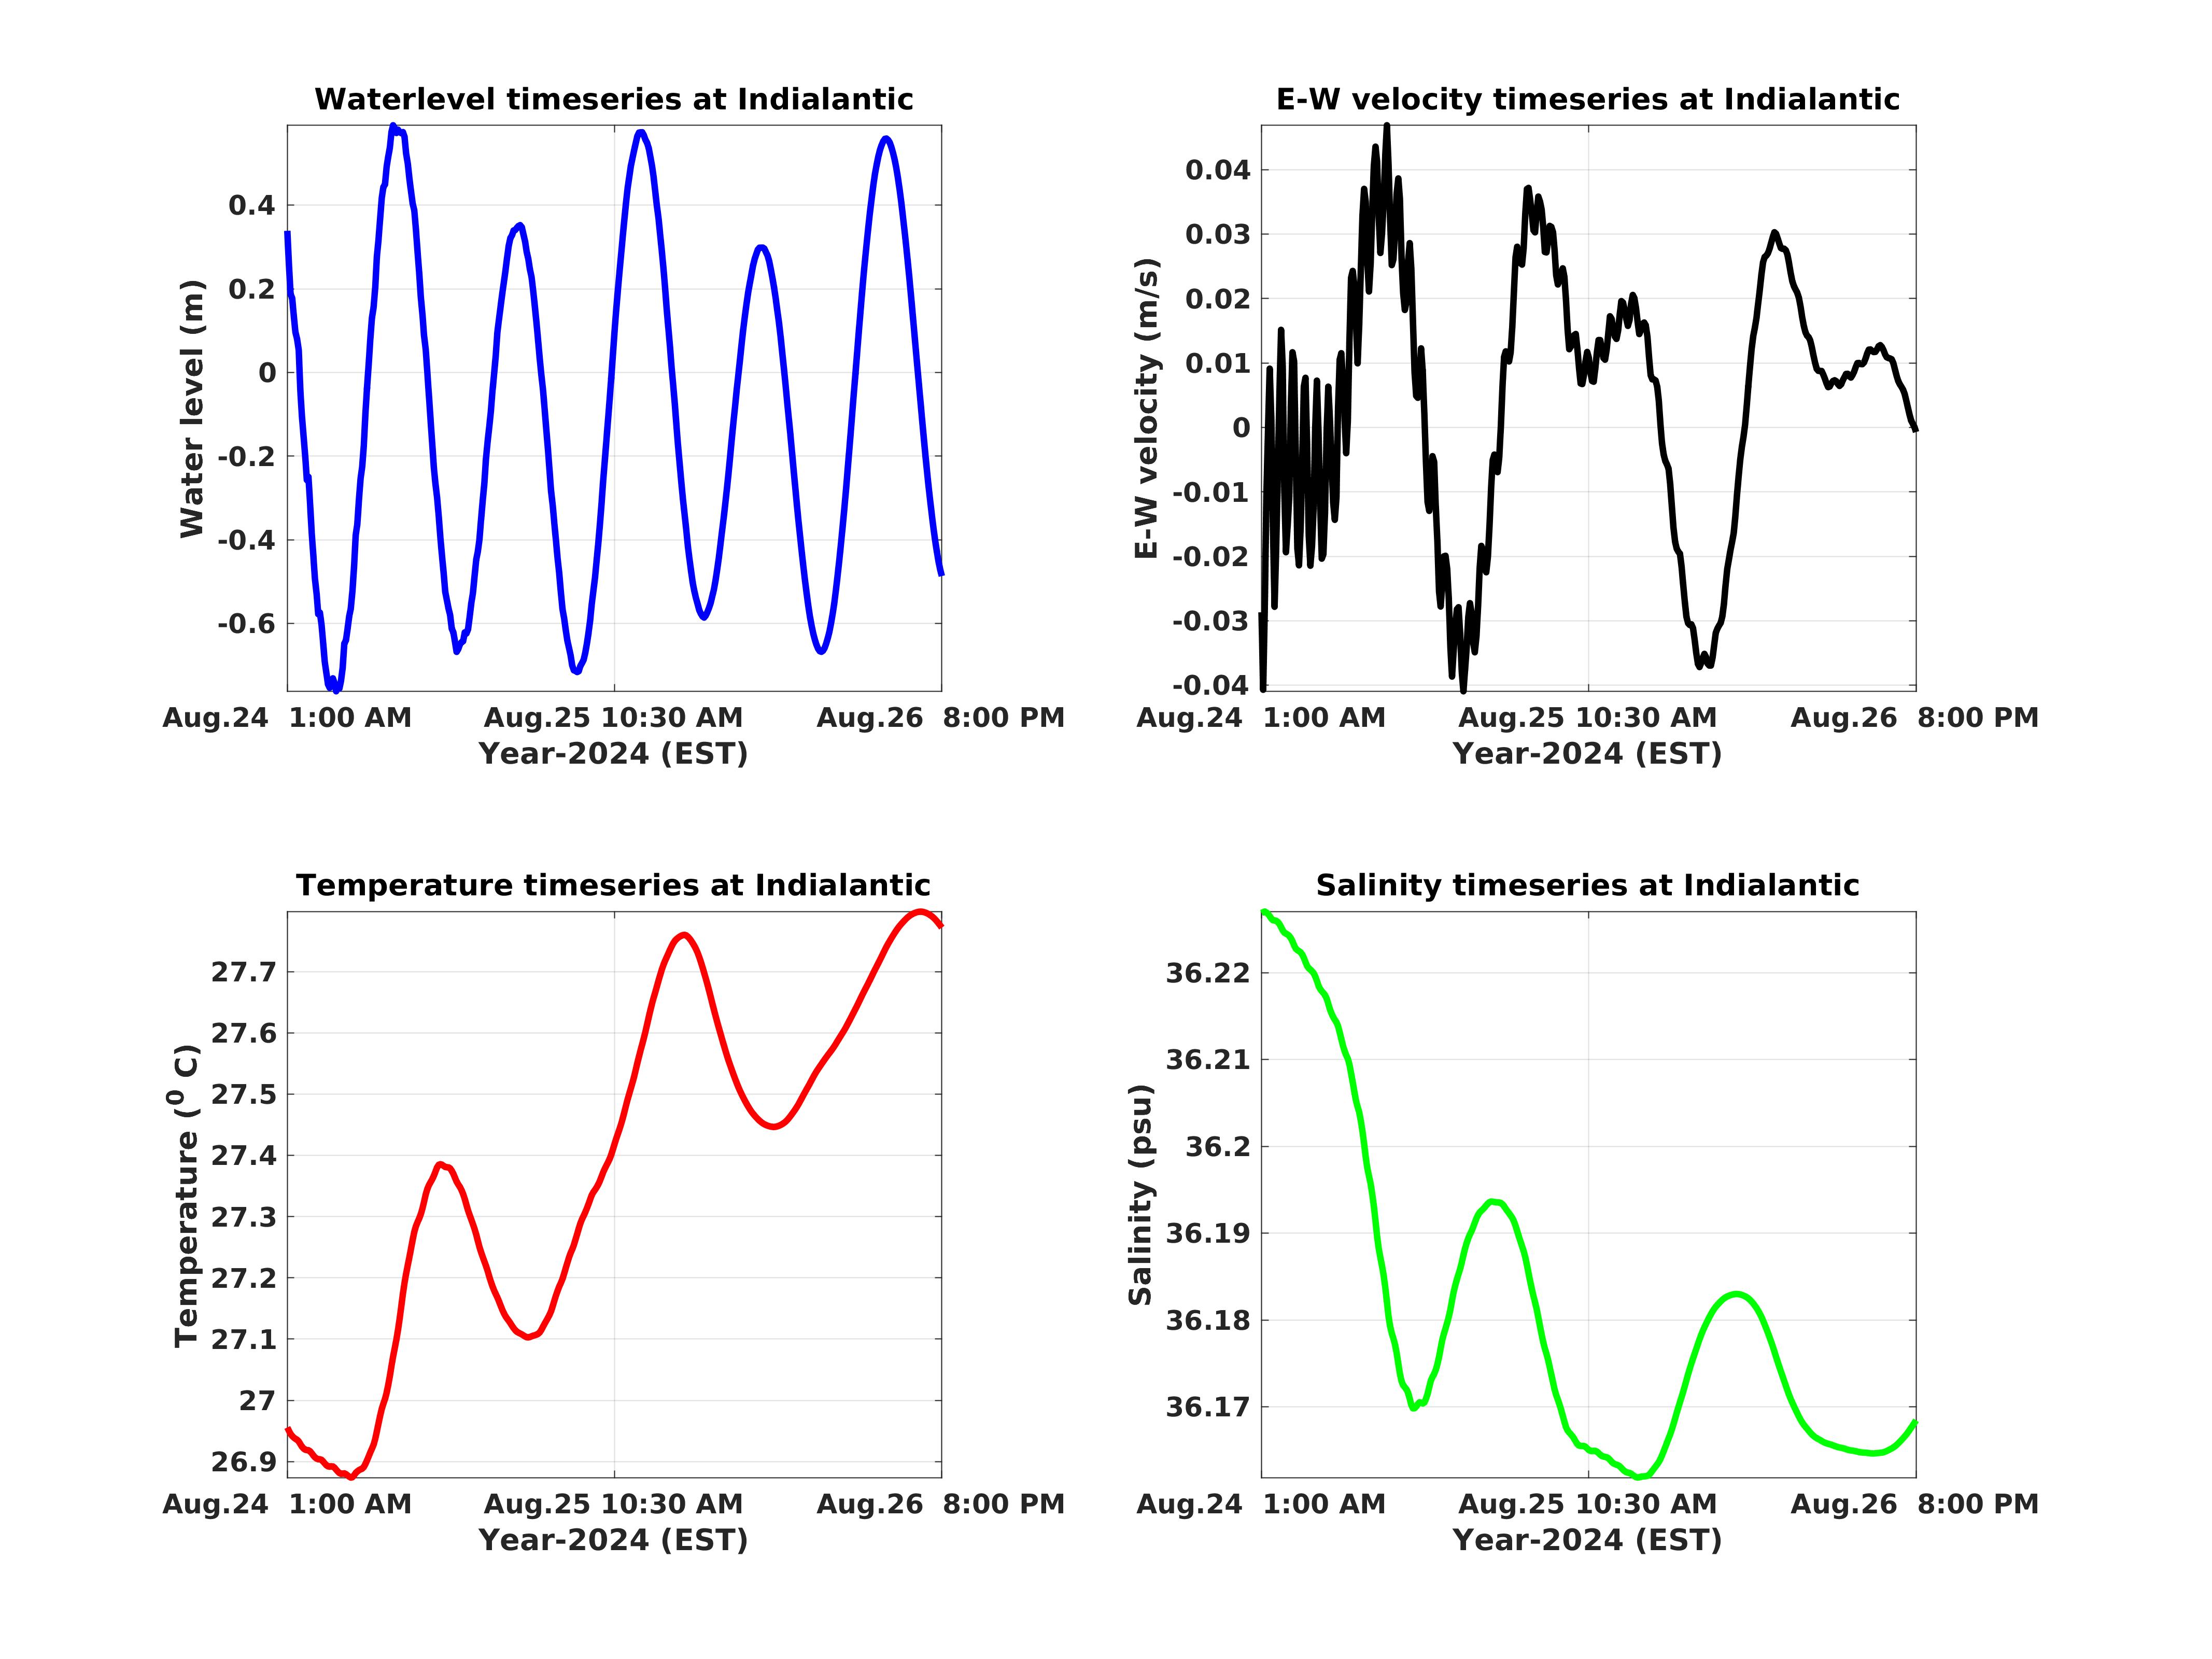 Waterlevel timeseries at Indialantic
Water level (m)
0.4
0.2
0
-0.2
-0.4
-0.6
Aug.24  1:00 AM
Aug.25 10:30 AM
Aug.26  8:00 PM
Year-2024 (EST)
E-W velocity timeseries at Indialantic
E-W velocity (m/s)
0.04
0.03
0.02
0.01
0
-0.01
-0.02
-0.03
-0.04
Aug.24  1:00 AM
Aug.25 10:30 AM
Aug.26  8:00 PM
Year-2024 (EST)
Temperature timeseries at Indialantic
Temperature (⁰ C)
27.7
27.6
27.5
27.4
27.3
27.2
27.1
27
26.9
Aug.24  1:00 AM
Aug.25 10:30 AM
Aug.26  8:00 PM
Year-2024 (EST)
Salinity timeseries at Indialantic
Salinity (psu)
36.22
36.21
36.2
36.19
36.18
36.17
Aug.24  1:00 AM
Aug.25 10:30 AM
Aug.26  8:00 PM
Year-2024 (EST)